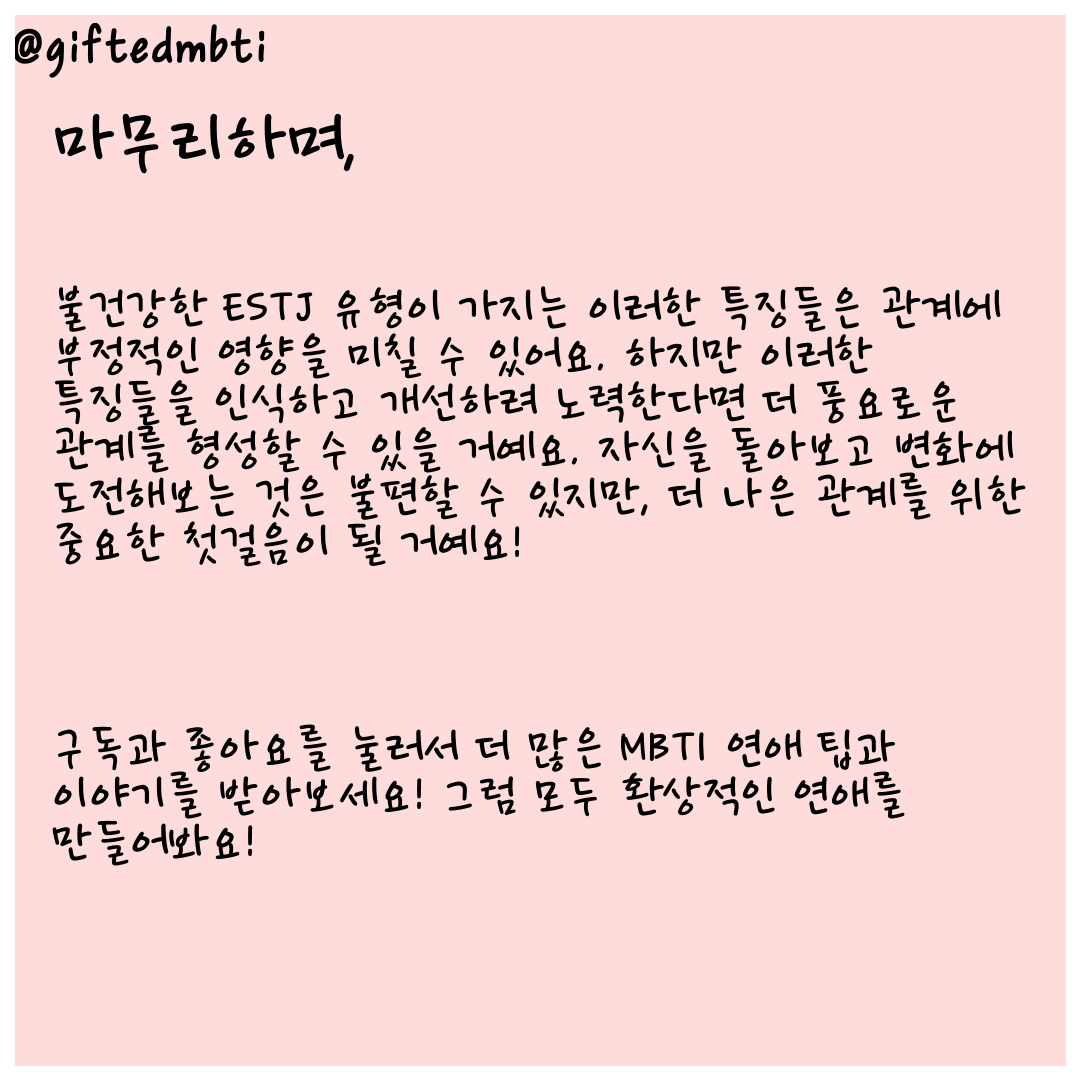 @giftedmbti
마무리하며,
불건강한 ESTJ 유형이 가지는 이러한 특징들은 관계에
부정적인 영향을 미칠 수 있어요. 하지만 이러한
특징들을 인식하고 개선하려 노력한다면 더 풍요로운
관계를 형성할 수 있을 거예요. 자신을 돌아보고 변화에
도전해보는 것은 불편할 수 있지만, 더 나은 관계를 위한
중요한 첫걸음이 될 거예요!
구독과 좋아요를 눌러서 더 많은 MBTI 연애 팁과
이야기를 받아보세요! 그럼 모두 환상적인 연애를
만들어봐요!